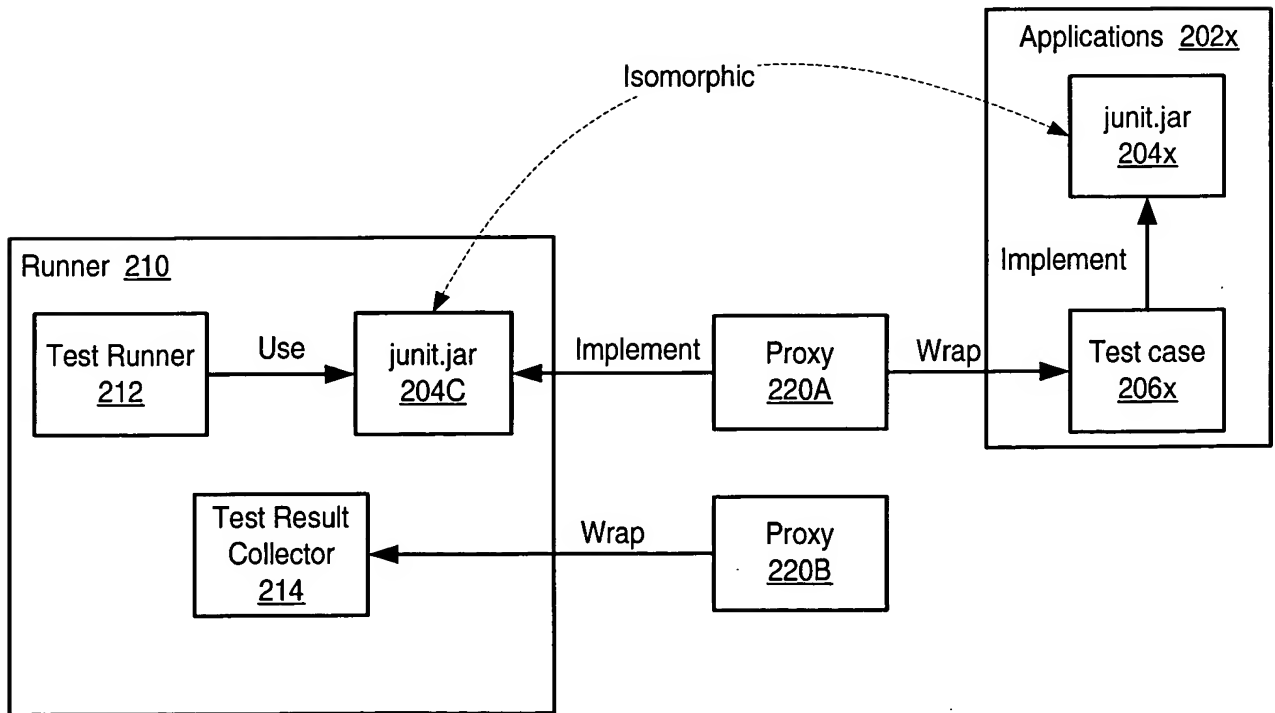 Applications 202x
Isomorphic
junit.jar
204x
Implement
Runner 210
Test Runner
212
Use
junit.jar
204C
Implement
Proxy
220A
Wrap
Test case
206x
Test Result
Collector
214
Wrap
Proxy
220B